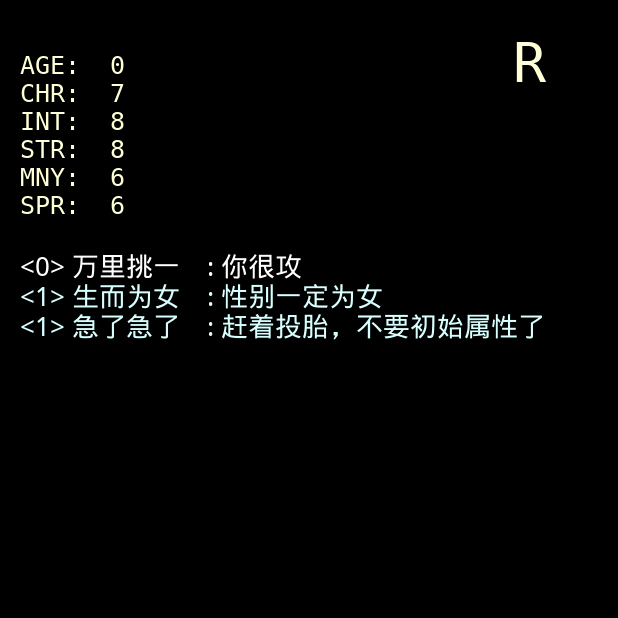 R
AGE: 0
CHR: 7
INT: 8
STR: 8
MNY: 6
SPR: 6
<0> 万里挑一 : 你很攻
<1> 生而为女 : 性别一定为女
<1> 急了急了 : 赶着投胎，不要初始属性了